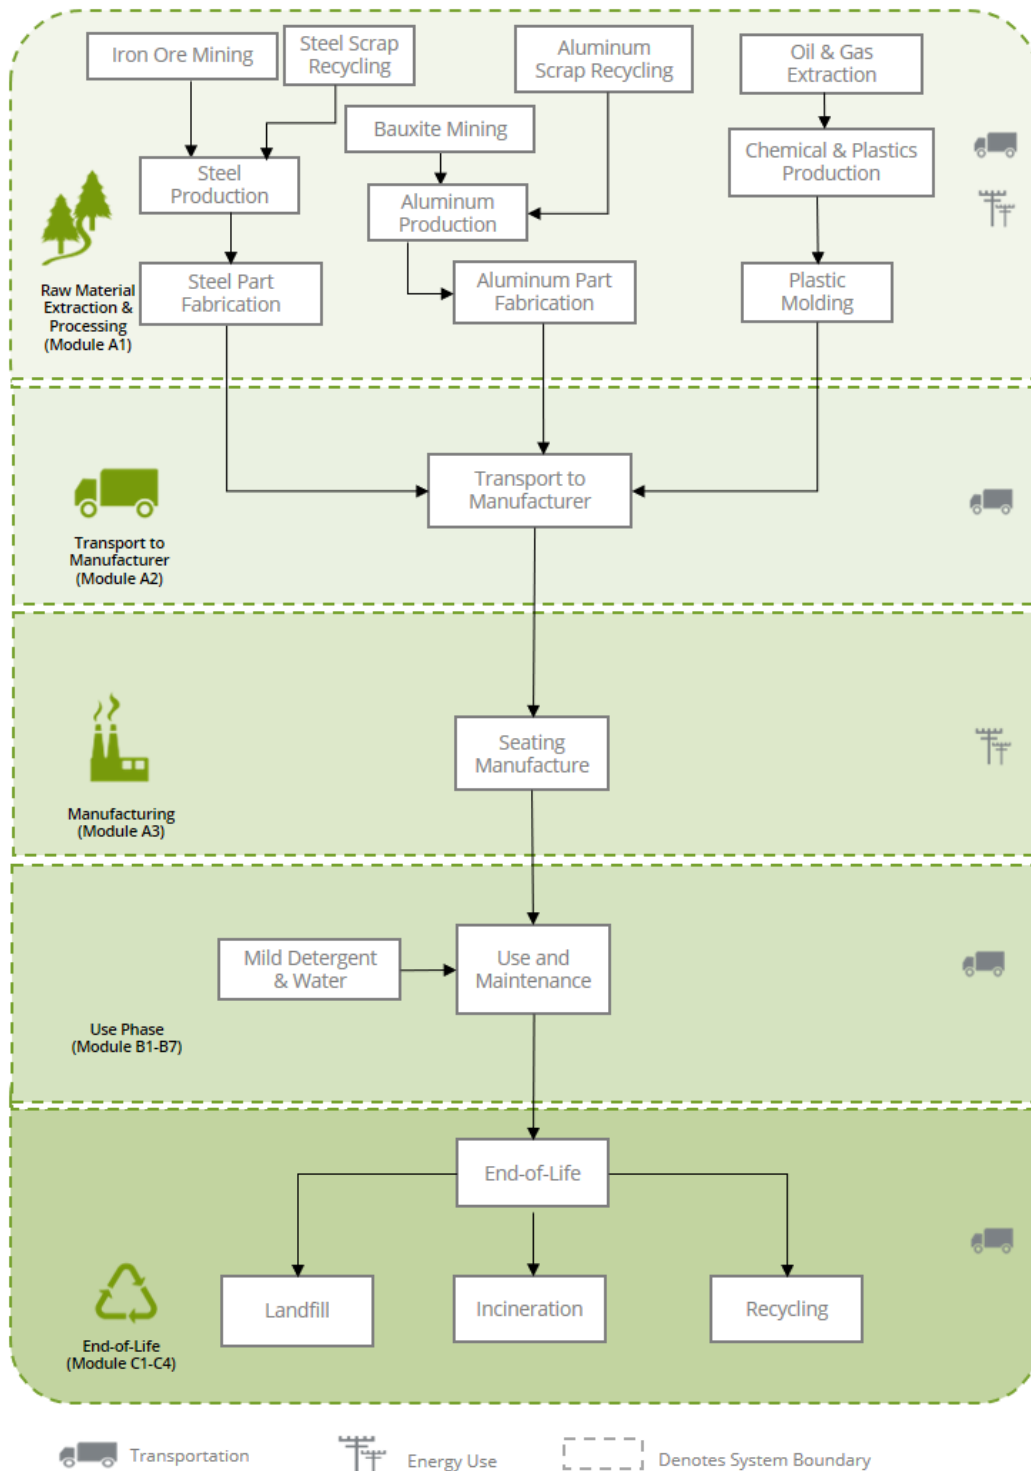 Iron Ore Mining
Steel Scrap
Recycling
Aluminum
Scrap Recycling
Oil & Gas
Extraction
Bauxite Mining
Chemical & Plastics
Production
Steel
Production
Aluminum
Production
Steel Part
Fabrication
Aluminum Part
Fabrication
Plastic
Molding
Raw Material
Extraction &
Processing
(Module A1)
Transport to
Manufacturer
Transport to
Manufacturer
(Module A2)
Seating
Manufacture
Manufacturing
(Module A3)
Mild Detergent
& Water
Use and
Maintenance
Use Phase
(Module B1-B7)
End-of-Life
Landfill
Incineration
Recycling
End-of-Life
(Module C1-C4)
Transportation
Energy Use
Denotes System Boundary